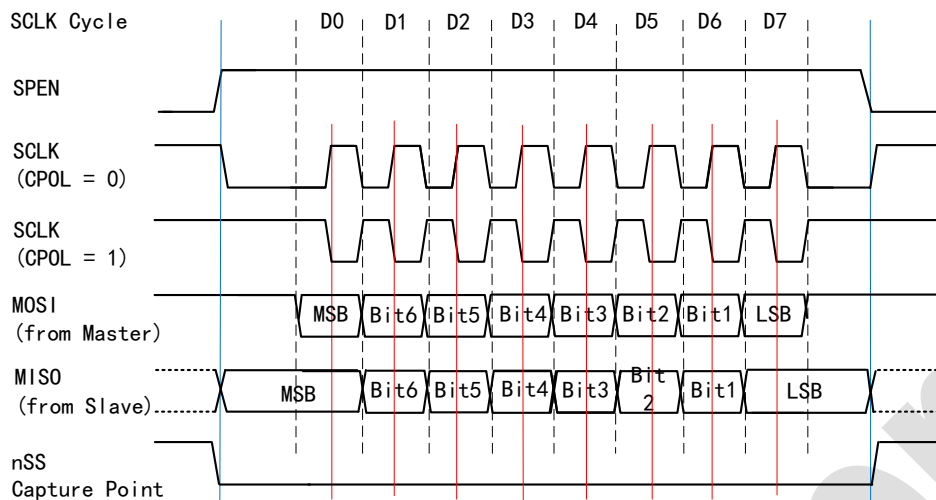 SCLK Cycle D0 D1 D2 D3 D4 D5 D6 D7
SPEN
SCLK
(CPOL = 0)
SCLK
(CPOL = 1)
MOSI
(from Master)
MSB Bit6 Bit5 Bit4 Bit3 Bit2 Bit1 LSB
MISO
(from Slave)
MSB Bit6 Bit5 Bit4 Bit3 Bit
2 Bit1 LSB
nSS
Capture Point